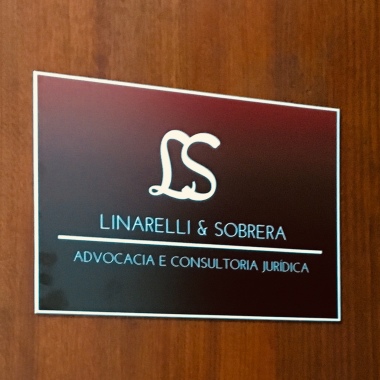 LS
LINARELLI & SOBRERA
ADVOCACIA E CONSULTORIA JURÍDICA